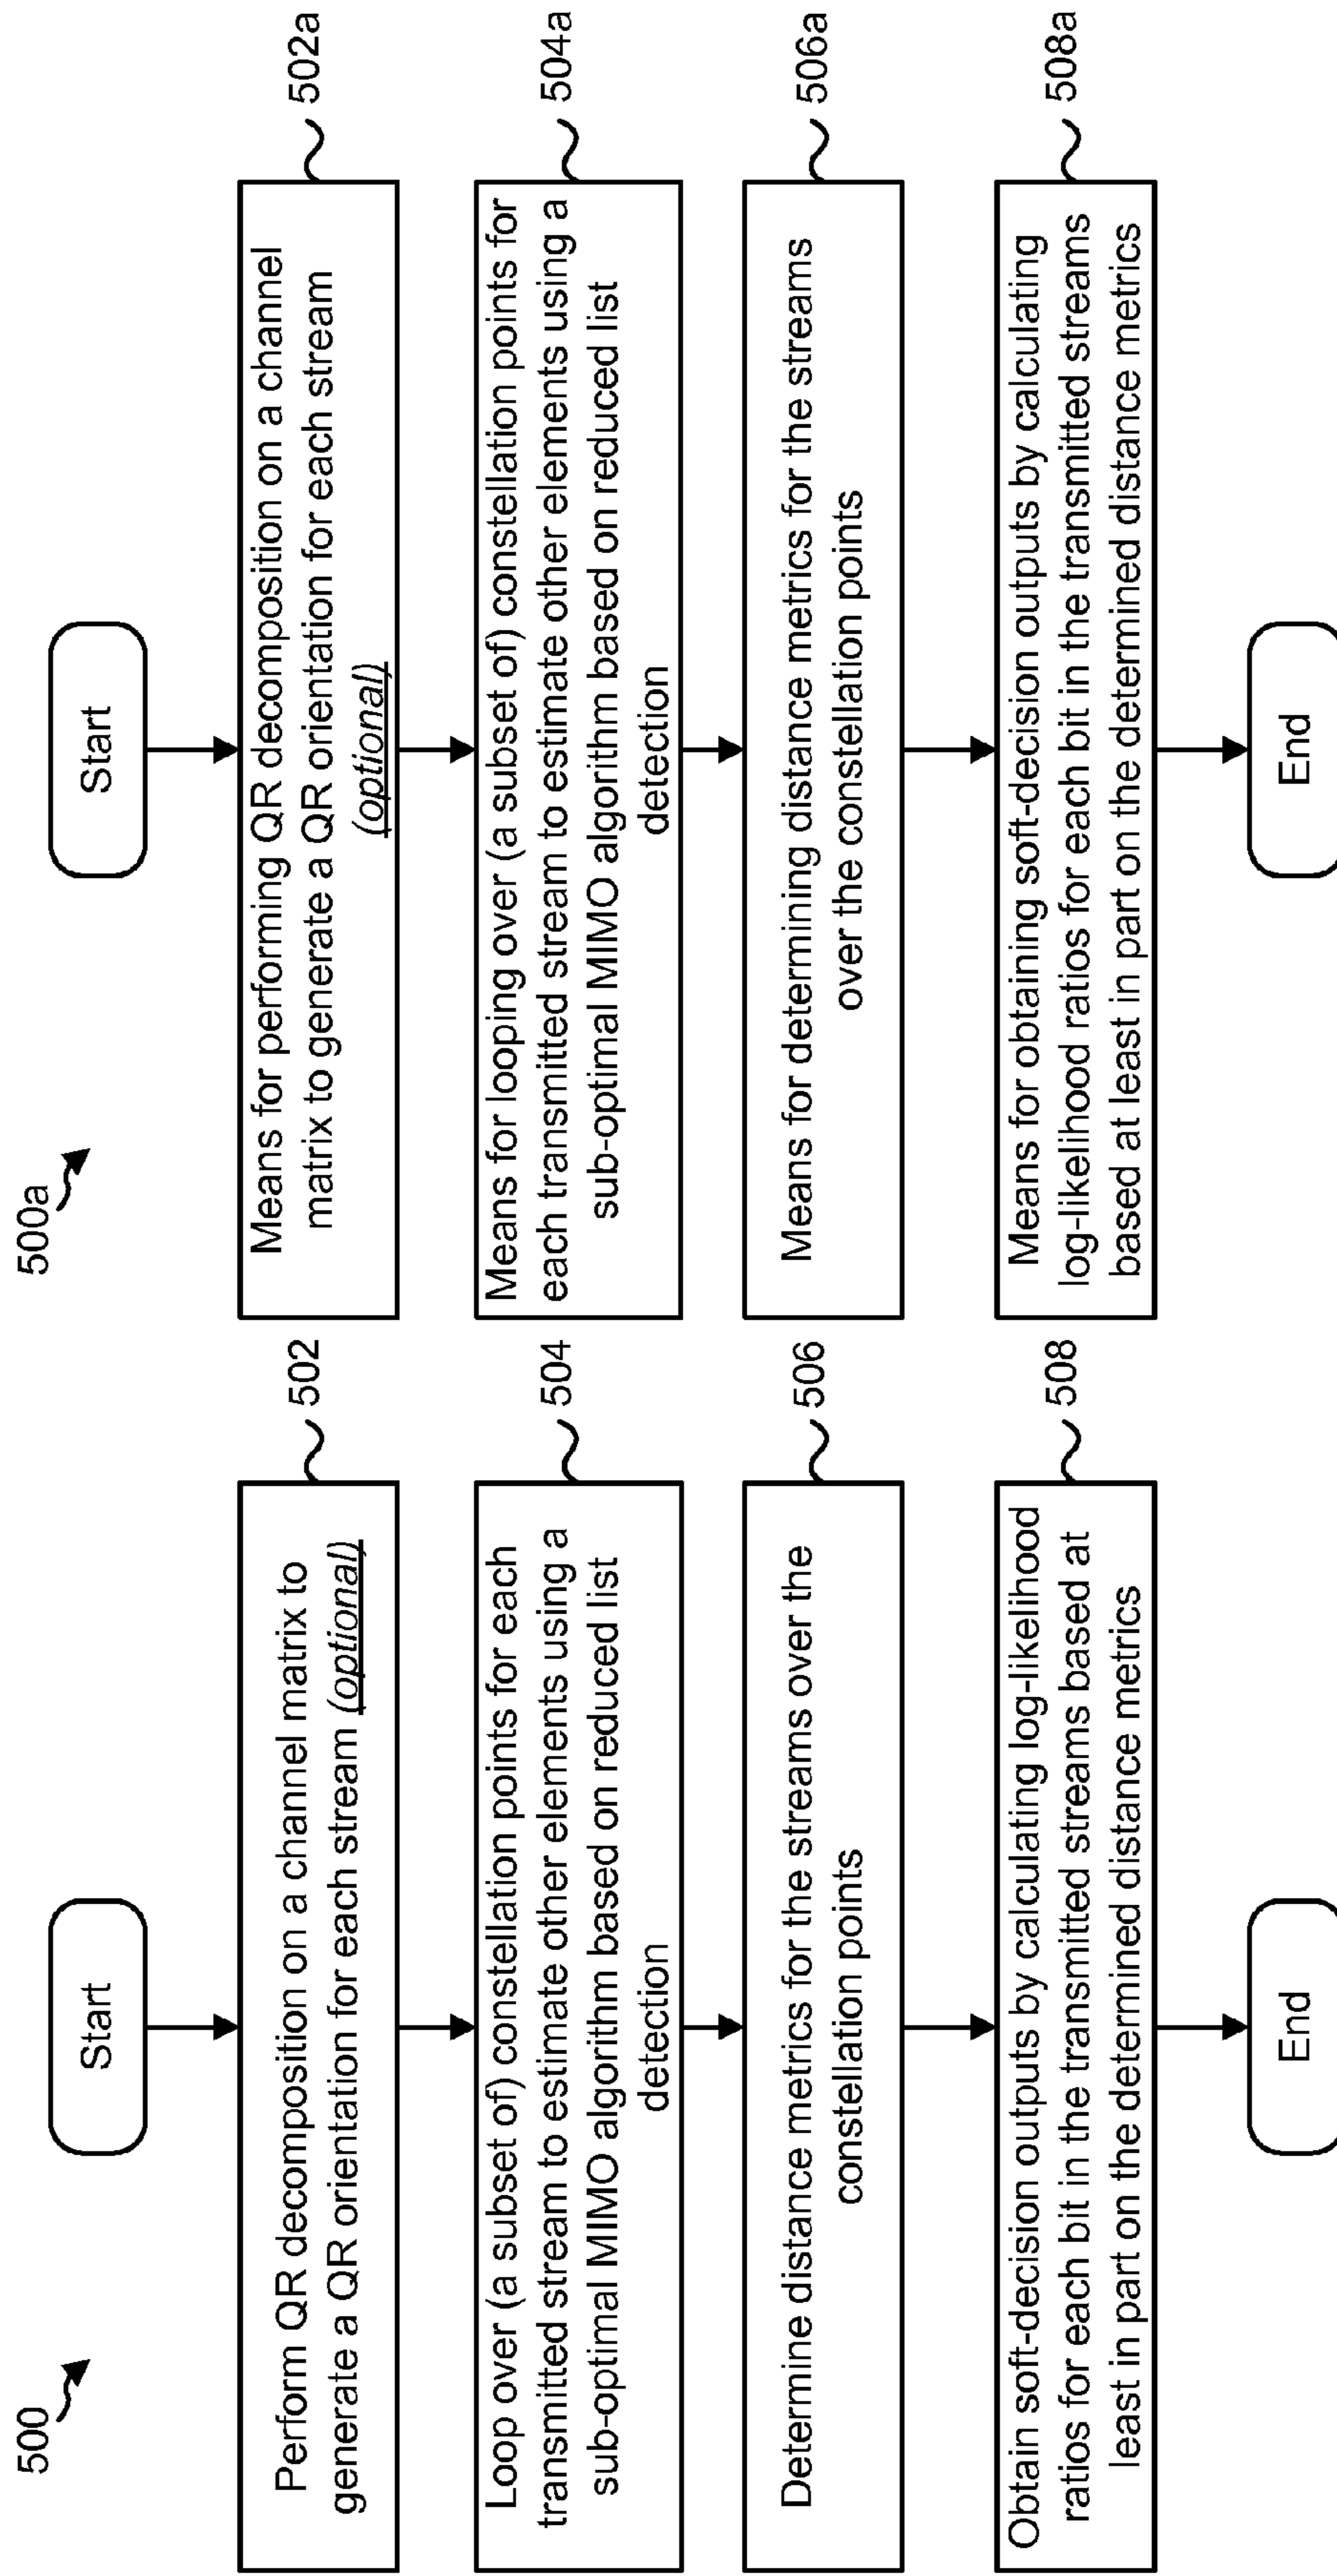 500
Start
Perform QR decomposition on a channel matrix to
generate a QR orientation for each stream (optional)
502
Loop over (a subset of) constellation points for each
transmitted stream to estimate other elements using a
sub-optimal MIMO algorithm based on reduced list
detection
504
Determine distance metrics for the streams over the
constellation points
506
Obtain soft-decision outputs by calculating log-likelihood
ratios for each bit in the transmitted streams based at
least in part on the determined distance metrics
508
End
500a
Start
Means for performing QR decomposition on a channel
matrix to generate a QR orientation for each stream
(optional)
502a
Means for looping over (a subset of) constellation points for
each transmitted stream to estimate other elements using a
sub-optimal MIMO algorithm based on reduced list
detection
504a
Means for determining distance metrics for the streams
over the constellation points
506a
Means for obtaining soft-decision outputs by calculating
log-likelihood ratios for each bit in the transmitted streams
based at least in part on the determined distance metrics
508a
End